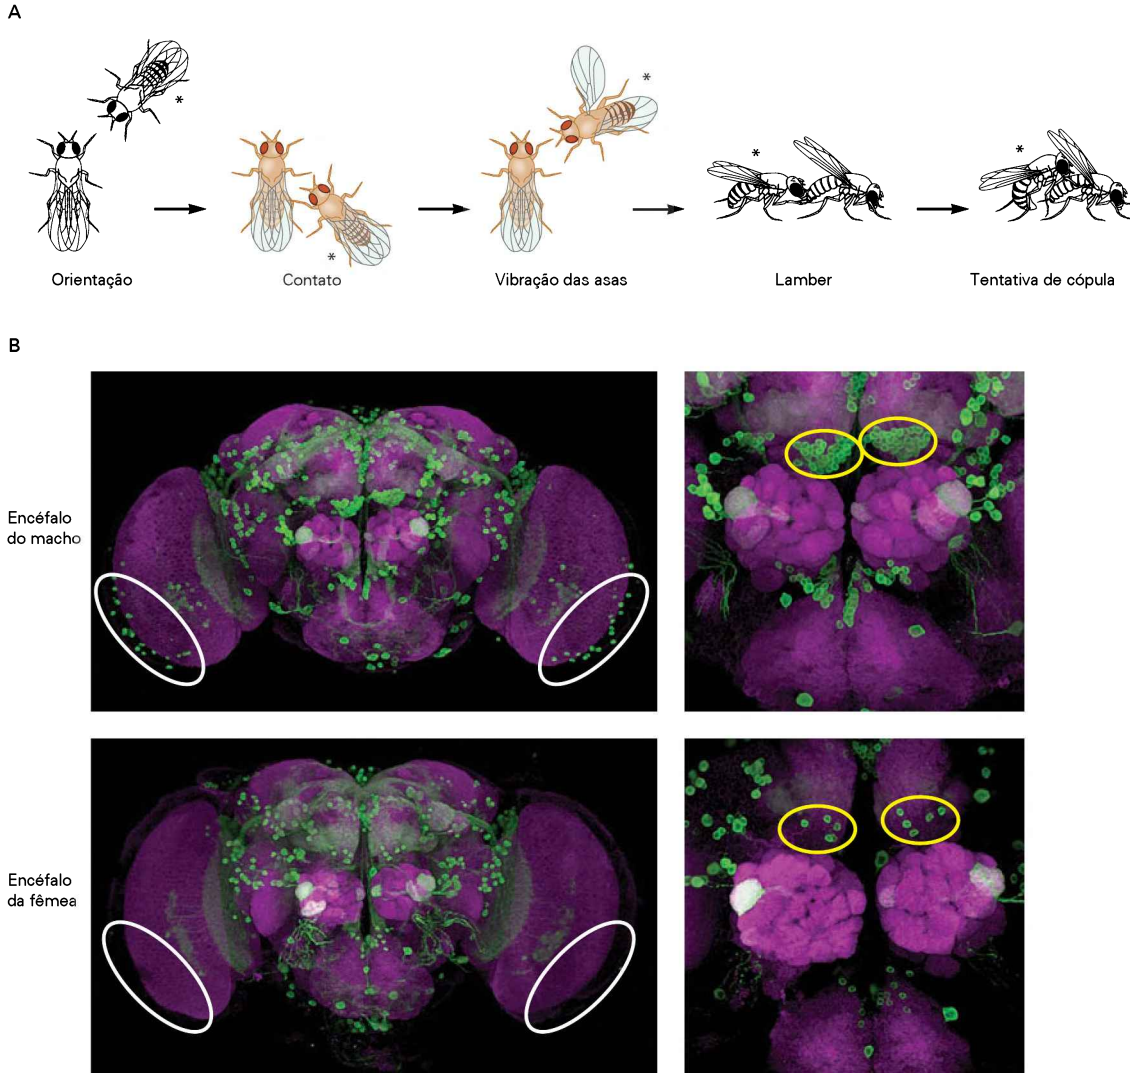 A
*
*
*
*
*
Orientação
Contato
Vibração das asas
Lamber
Tentativa de cópula
B
Encéfalo
do macho
Encéfalo
da fêmea